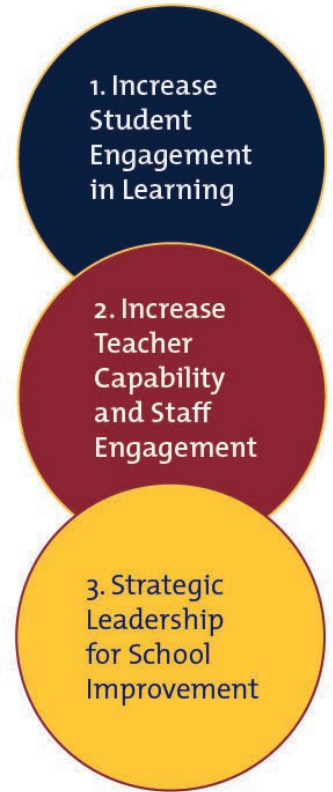 1. Increase
Student
Engagement
in Learning
2. Increase
Teacher
Capability
and Staff
Engagement
3. Strategic
Leadership
for School
Improvement